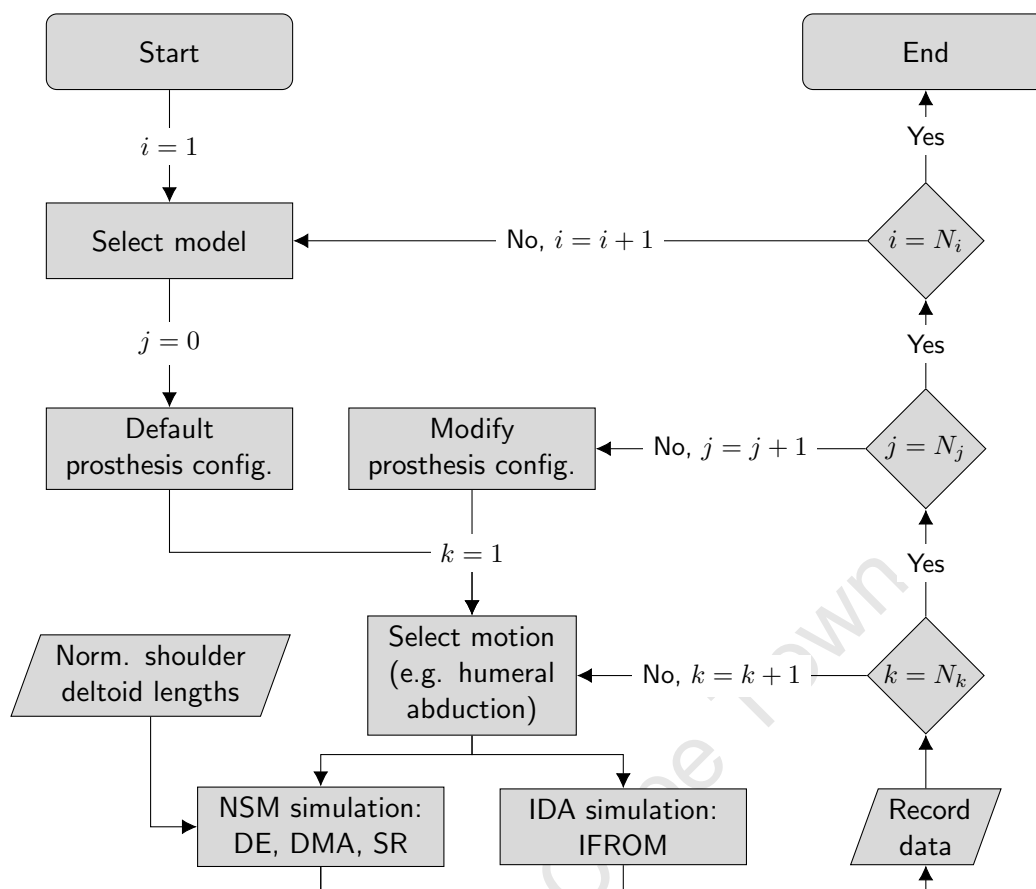 Start
End
i = 1
Yes
Select model
No, i = i + 1
i = N_i
j = 0
Yes
Default
prosthesis config.
Modify
prosthesis config.
No, j = j + 1
j = N_j
k = 1
Yes
Norm. shoulder
deltoid lengths
Select motion
(e.g. humeral
abduction)
No, k = k + 1
k = N_k
NSM simulation:
DE, DMA, SR
IDA simulation:
IFROM
Record
data
Town